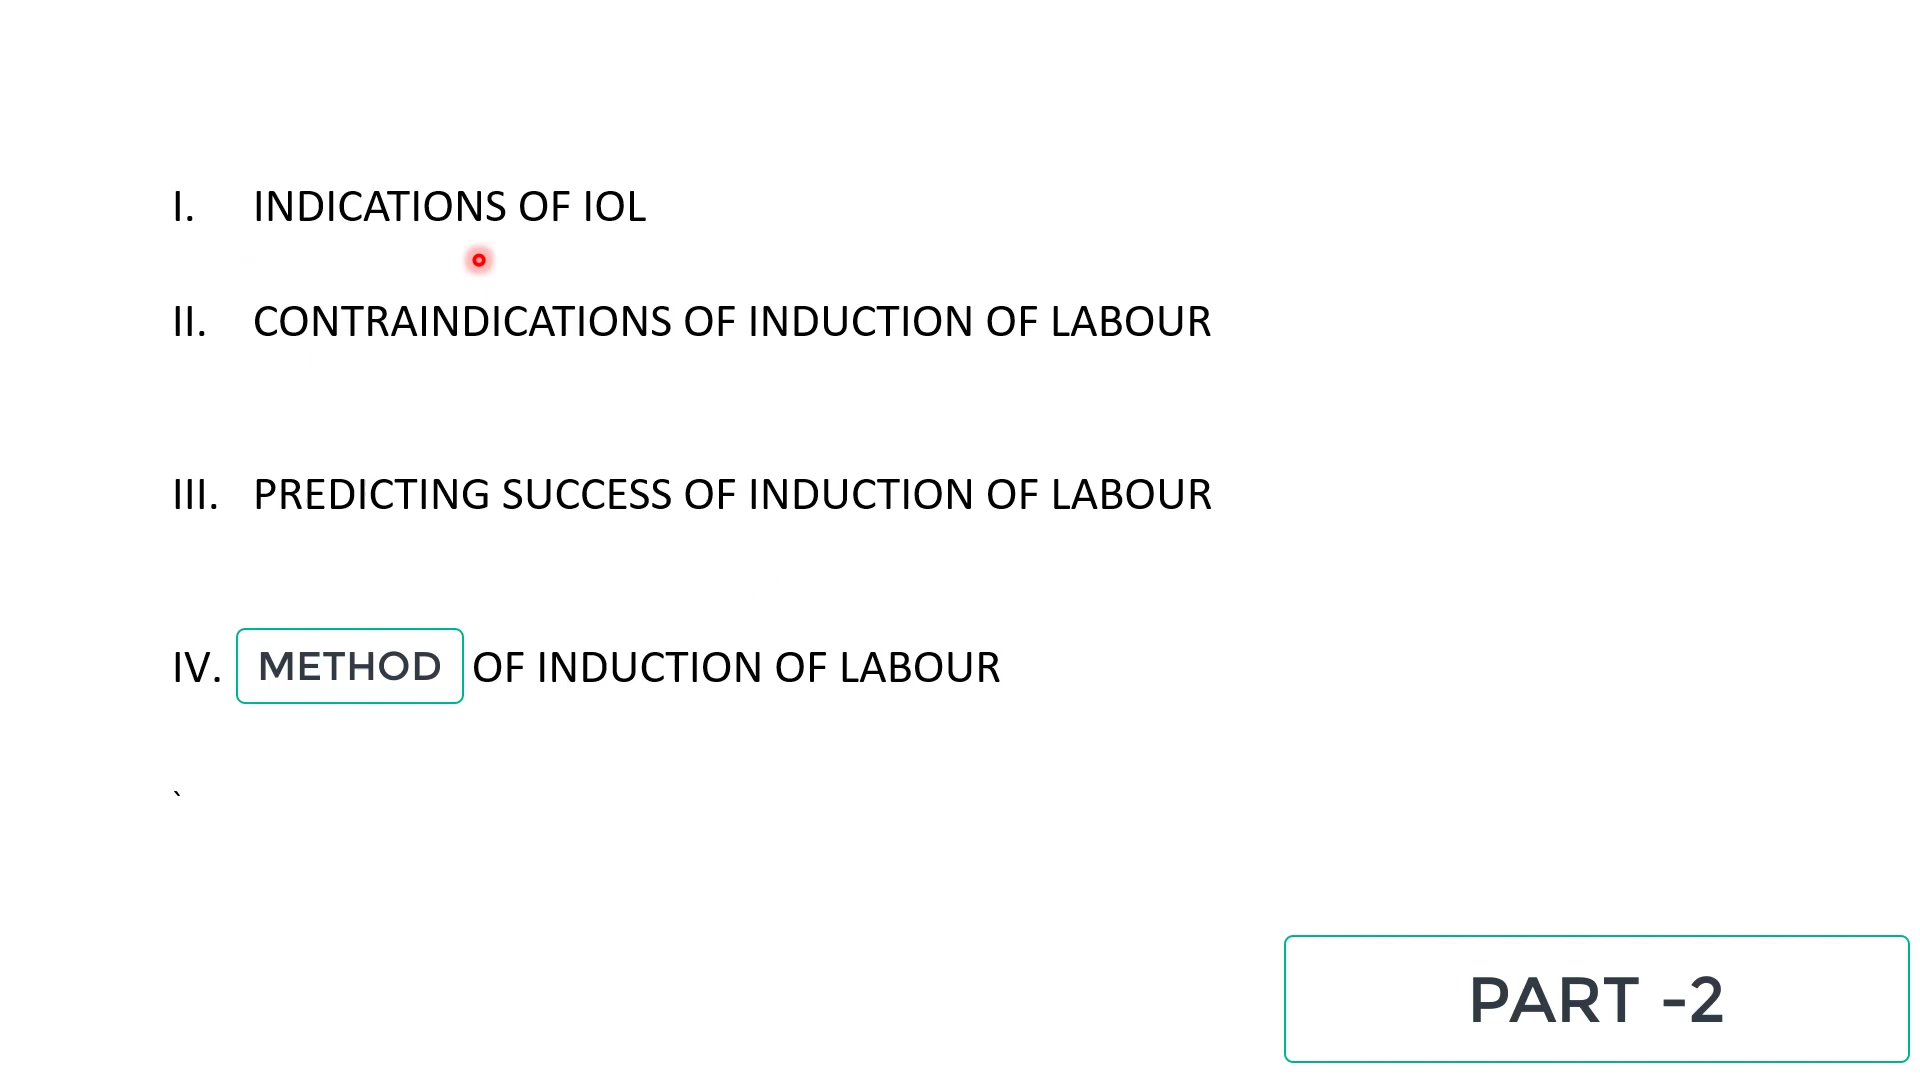 I. INDICATIONS OF IOL
II. CONTRAINDICATIONS OF INDUCTION OF LABOUR
III. PREDICTING SUCCESS OF INDUCTION OF LABOUR
IV. METHOD OF INDUCTION OF LABOUR
`
PART -2